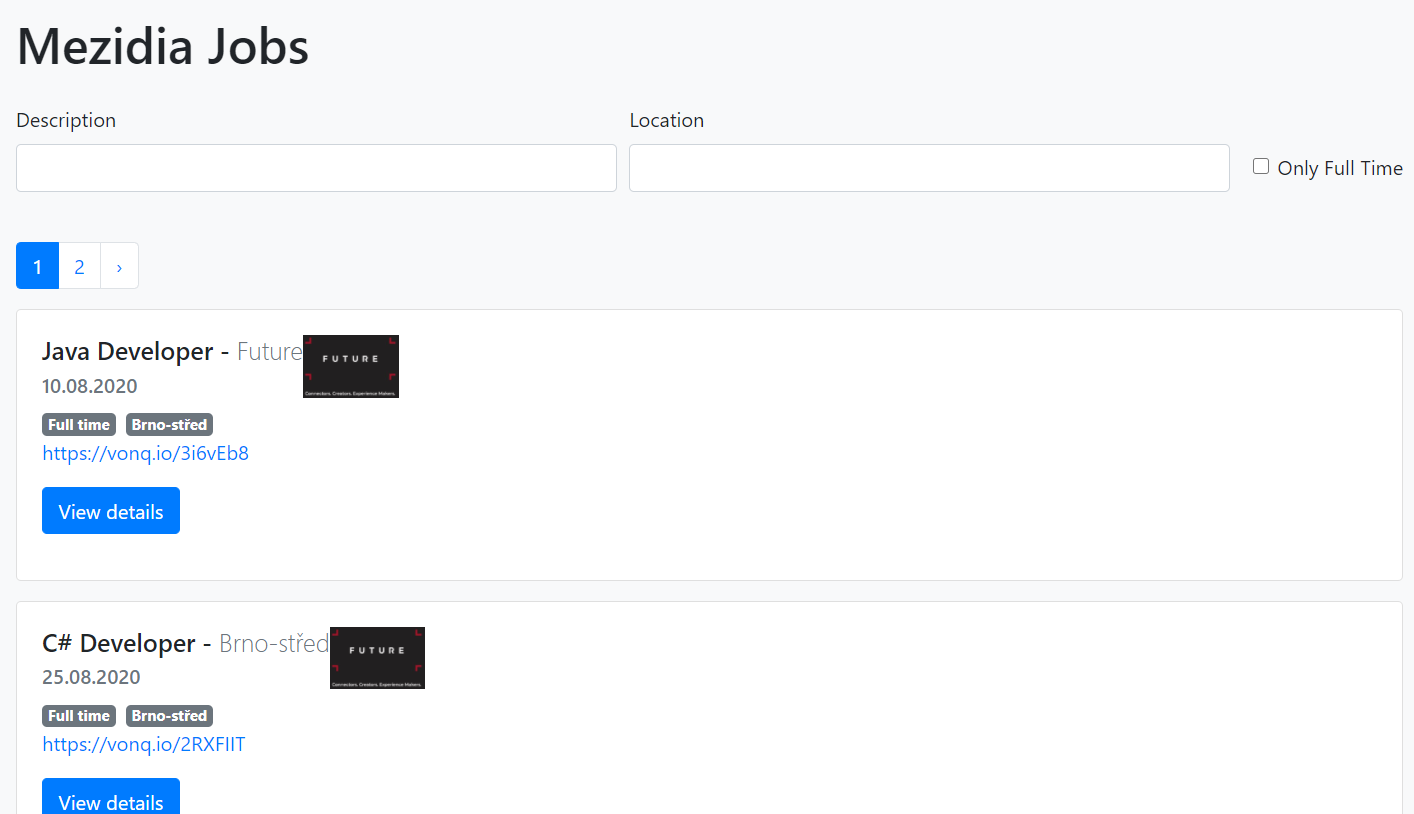 Mezidia Jobs
Description
Location
Only Full Time
1 2 ›
Java Developer - Future
FUTURE
Connectors. Creators. Experience Makers.
10.08.2020
Full time Brno-střed
https://vonq.io/3i6vEb8
View details
C# Developer - Brno-střed
FUTURE
Connectors. Creators. Experience Makers.
25.08.2020
Full time Brno-střed
https://vonq.io/2RXFIIT
View details